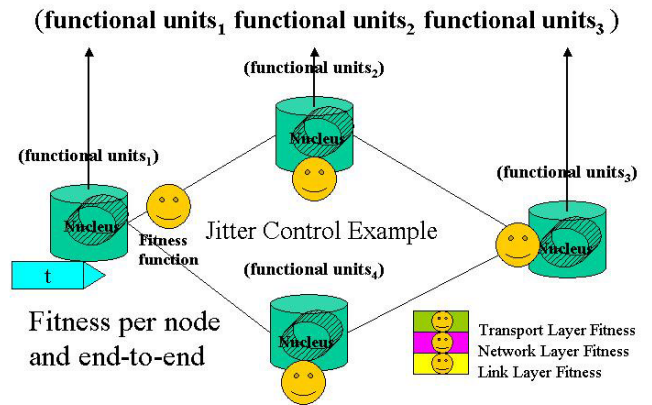 (functional units1 functional units2 functional units3 )
(functional units2)
Nucleus
(functional units1)
(functional units3)
Nucleus
Fitness
function
Jitter Control Example
Nucleus
t
(functional units4)
Fitness per node
and end-to-end
Nucleus
Transport Layer Fitness
Network Layer Fitness
Link Layer Fitness